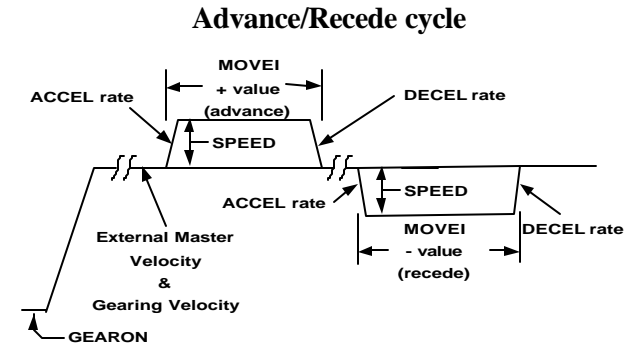 Advance/Recede cycle
MOVEI
+ value
(advance)
ACCEL rate
DECEL rate
SPEED
SPEED
ACCEL rate
MOVEI
- value
(recede)
DECEL rate
External Master
Velocity
&
Gearing Velocity
GEARON